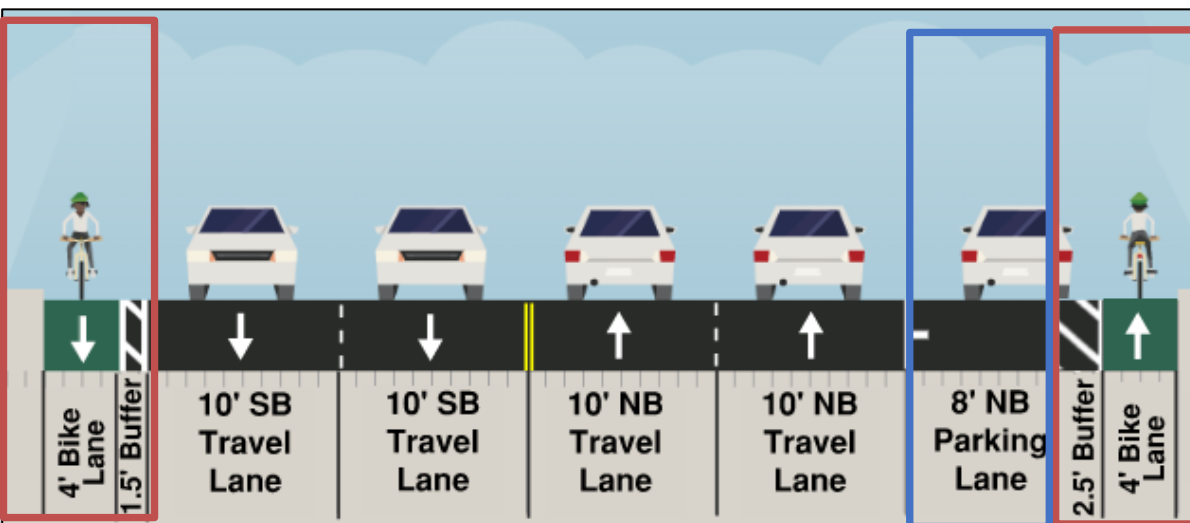 4' Bike
Lane
1.5' Buffer
10' SB
Travel
Lane
10' SB
Travel
Lane
10' NB
Travel
Lane
10' NB
Travel
Lane
8' NB
Parking
Lane
2.5' Buffer
4' Bike
Lane